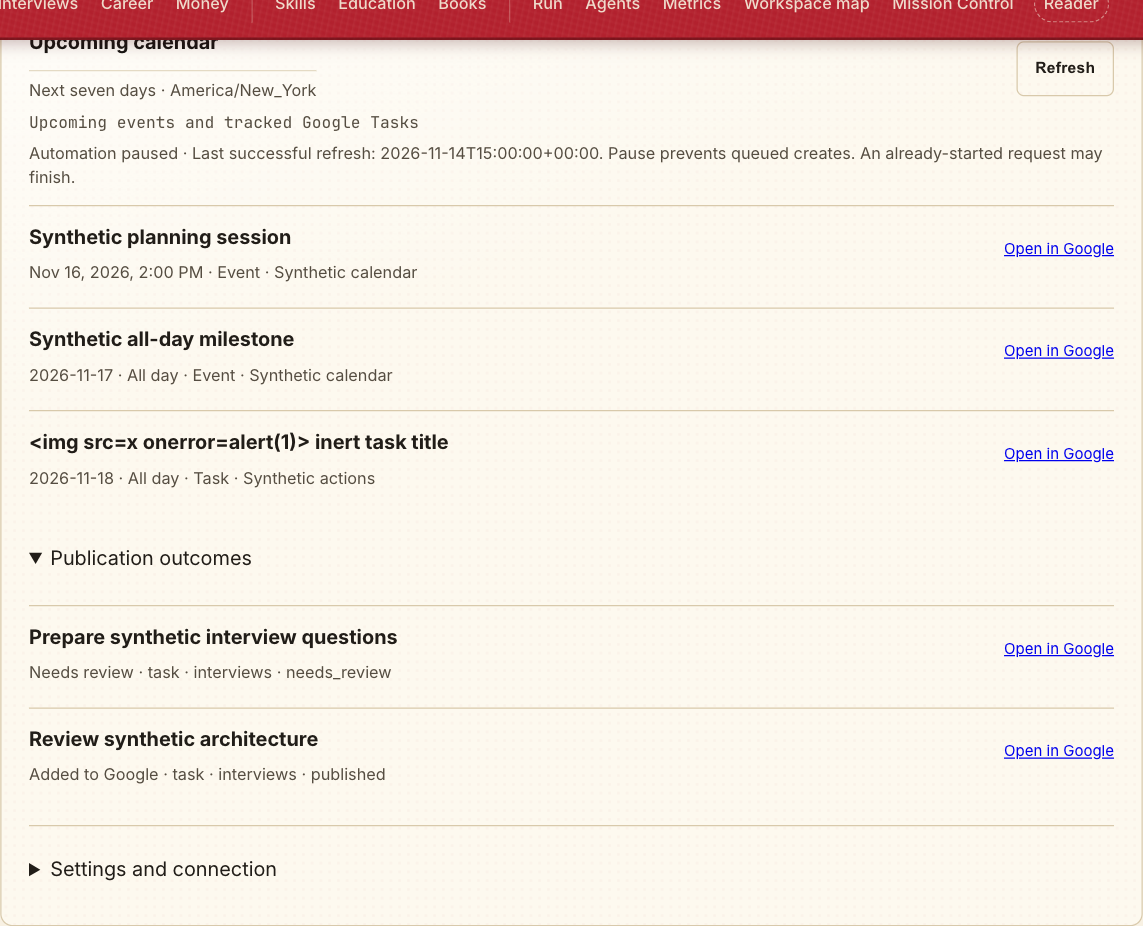 Interviews Career Money Skills Education Books Run Agents Metrics Workspace map Mission Control Reader
Upcoming calendar
Refresh
Next seven days · America/New_York
Upcoming events and tracked Google Tasks
Automation paused · Last successful refresh: 2026-11-14T15:00:00+00:00. Pause prevents queued creates. An already-started request may
finish.
Synthetic planning session
Open in Google
Nov 16, 2026, 2:00 PM · Event · Synthetic calendar
Synthetic all-day milestone
Open in Google
2026-11-17 · All day · Event · Synthetic calendar
<img src=x onerror=alert(1)> inert task title
Open in Google
2026-11-18 · All day · Task · Synthetic actions
▼ Publication outcomes
Prepare synthetic interview questions
Open in Google
Needs review · task · interviews · needs_review
Review synthetic architecture
Open in Google
Added to Google · task · interviews · published
▶ Settings and connection